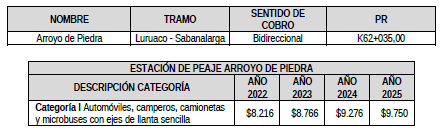 NOMBRE TRAMO SENTIDO DE COBRO PR
Arroyo de Piedra Luruaco - Sabanalarga Bidireccional K62+035,00
ESTACIÓN DE PEAJE ARROYO DE PIEDRA
DESCRIPCIÓN CATEGORÍA AÑO 2022 AÑO 2023 AÑO 2024 AÑO 2025
Categoría I Automóviles, camperos, camionetas
y microbuses con ejes de llanta sencilla $8.216 $8.766 $9.276 $9.750